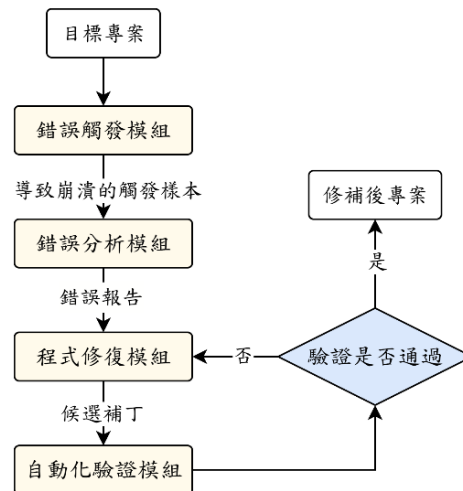 目標專案
錯誤觸發模組
導致崩潰的觸發樣本
錯誤分析模組
錯誤報告
程式修復模組
候選補丁
自動化驗證模組
驗證是否通過
否
是
修補後專案